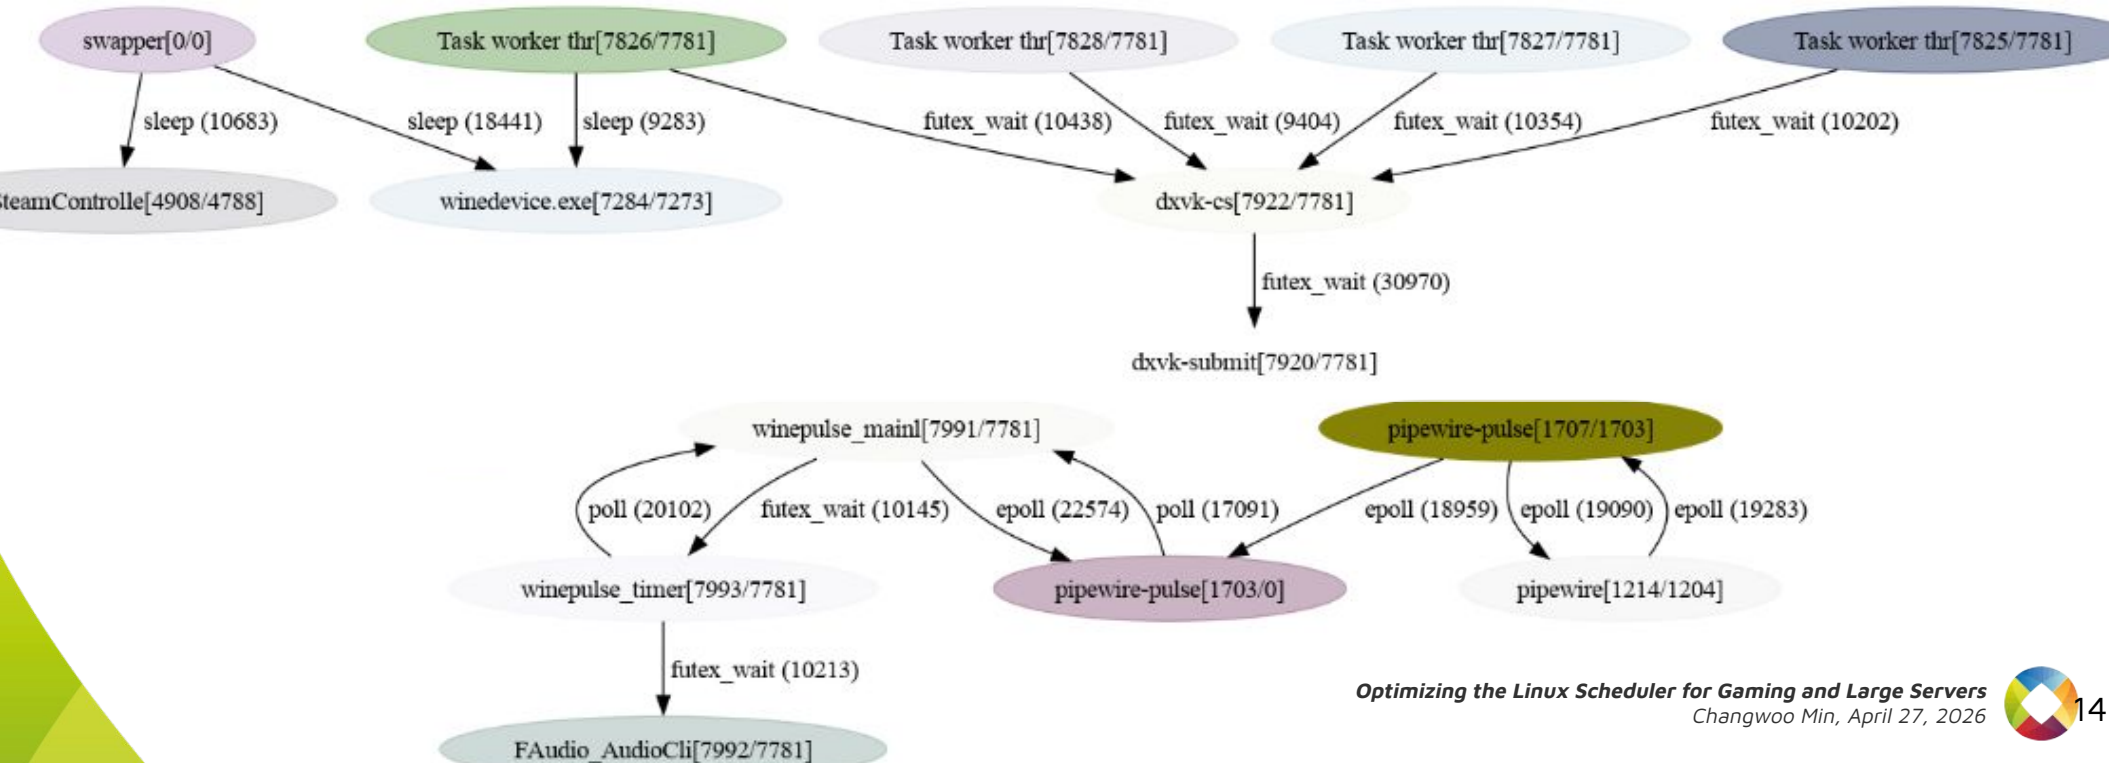 swapper[0/0]
Task worker thr[7826/7781]
Task worker thr[7828/7781]
Task worker thr[7827/7781]
Task worker thr[7825/7781]
sleep (10683)
sleep (18441)
sleep (9283)
futex_wait (10438)
futex_wait (9404)
futex_wait (10354)
futex_wait (10202)
SteamControlle[4908/4788]
winedevice.exe[7284/7273]
dxvk-cs[7922/7781]
futex_wait (30970)
dxvk-submit[7920/7781]
winepulse_mainl[7991/7781]
pipewire-pulse[1707/1703]
poll (20102)
futex_wait (10145)
epoll (22574)
poll (17091)
epoll (18959)
epoll (19090)
epoll (19283)
winepulse_timer[7993/7781]
pipewire-pulse[1703/0]
pipewire[1214/1204]
futex_wait (10213)
FAudio_AudioCli[7992/7781]
Optimizing the Linux Scheduler for Gaming and Large Servers
Changwoo Min, April 27, 2026
14